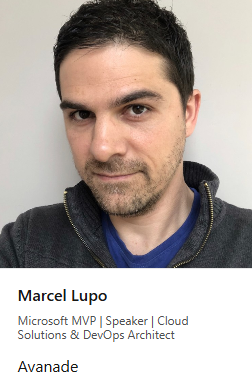 Marcel Lupo
Microsoft MVP | Speaker | Cloud
Solutions & DevOps Architect
Avanade